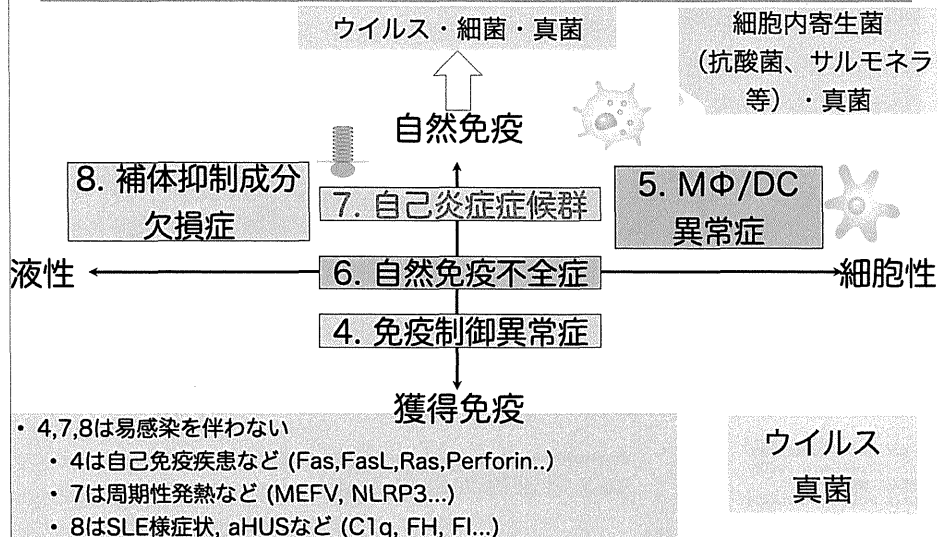 ウイルス・細菌・真菌
細胞内寄生菌
(抗酸菌、サルモネラ
等)・真菌
自然免疫
8. 補体抑制成分
欠損症
7. 自己炎症症候群
5. MΦ/DC
異常症
液性
6. 自然免疫不全症
細胞性
4. 免疫制御異常症
獲得免疫
・ 4,7,8は易感染を伴わない
・ 4は自己免疫疾患など (Fas,FasL,Ras,Perforin..)
・ 7は周期性発熱など (MEFV, NLRP3...)
・ 8はSLE様症状, aHUSなど (C1q, FH, FI...)
ウイルス
真菌